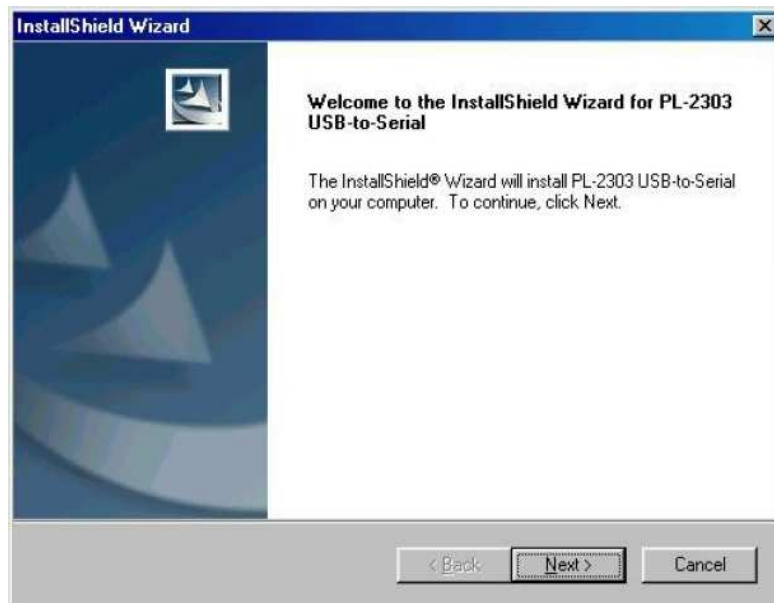 InstallShield Wizard
Welcome to the InstallShield Wizard for PL-2303
USB-to-Serial
The InstallShield® Wizard will install PL-2303 USB-to-Serial
on your computer. To continue, click Next.
< Back
Next >
Cancel